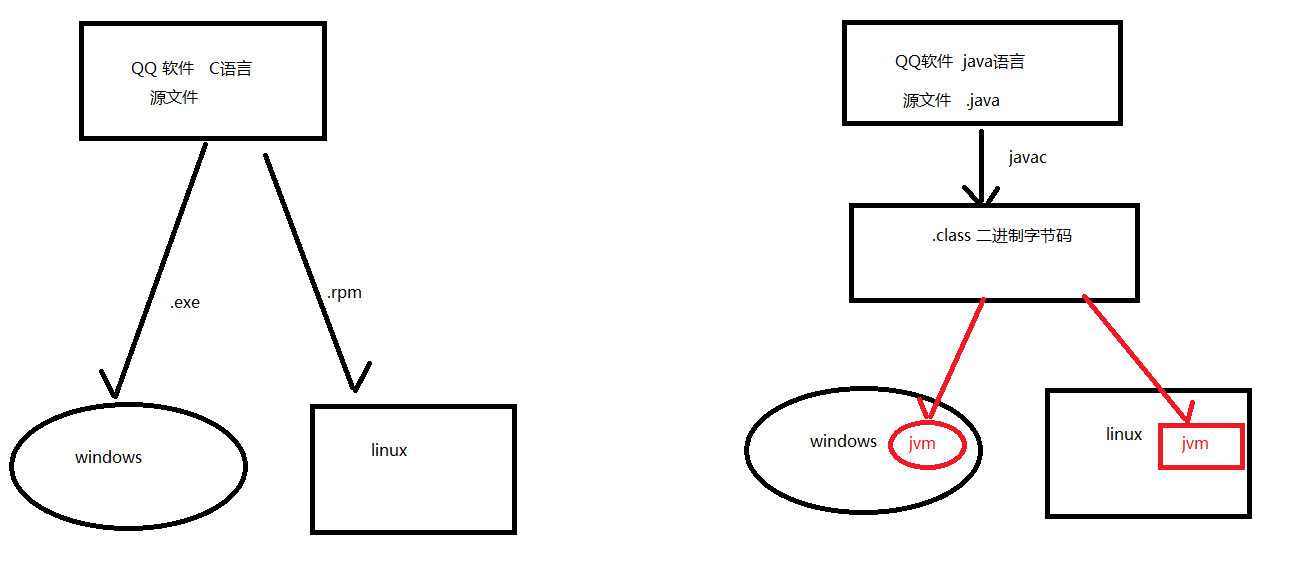 QQ 软件 C语言
源文件
.exe
.rpm
windows
linux
QQ软件 java语言
源文件 .java
javac
.class 二进制字节码
windows
jvm
linux
jvm